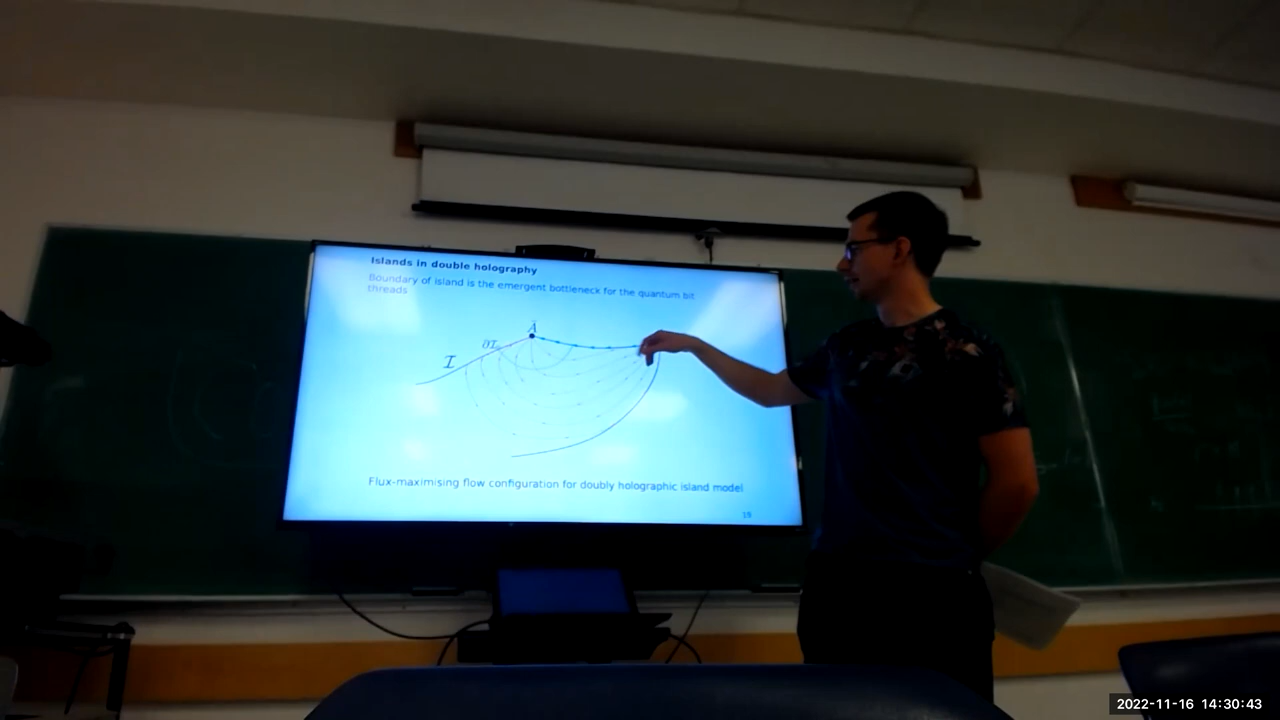 Islands in double holography
Boundary of island is the emergent bottleneck for the quantum bit
threads
Ã
∂I
I
Flux-maximising flow configuration for doubly holographic island model
19
2022-11-16 14:30:43